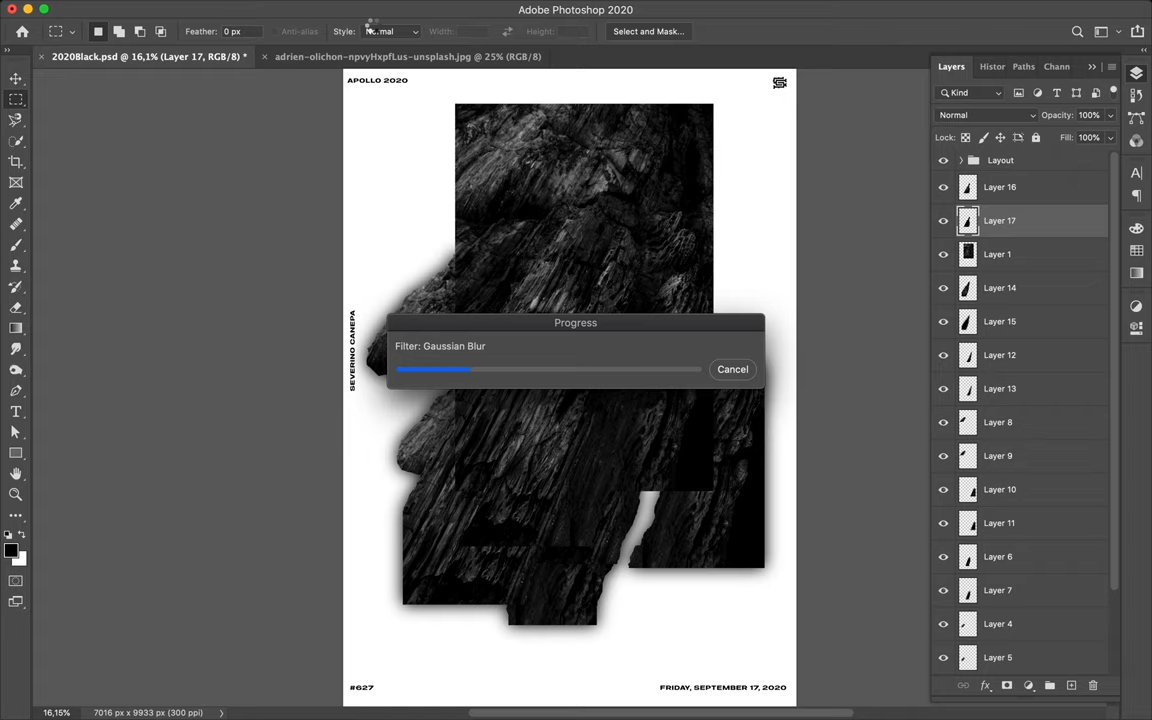 Adobe Photoshop 2020
Feather: 0 px
Anti-alias
Style: Normal
Width:
Height:
Select and Mask...
2020Black.psd @ 16,1% (Layer 17, RGB/8) *
adrien-olichon-npvyHxpfLus-unsplash.jpg @ 25% (RGB/8)
Layers
Histor
Paths
Chann
Kind
Normal
Opacity: 100%
Lock:
Fill: 100%
Layout
Layer 16
Layer 17
Layer 1
Layer 14
Layer 15
Layer 12
Layer 13
Layer 8
Layer 9
Layer 10
Layer 11
Layer 6
Layer 7
Layer 4
Layer 5
APOLLO 2020
SEVERINO CANEPA
Progress
Filter: Gaussian Blur
Cancel
#627
FRIDAY, SEPTEMBER 17, 2020
16,15%
7016 px x 9933 px (300 ppi)